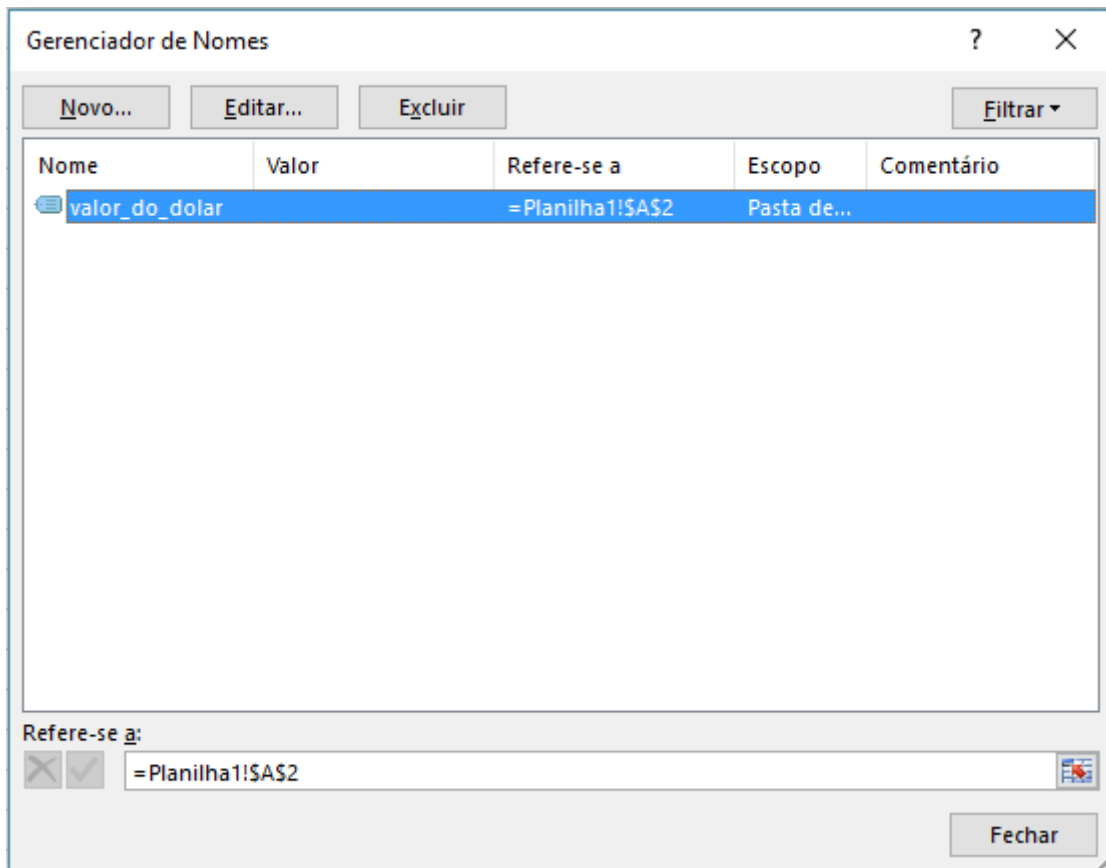 Gerenciador de Nomes ?
Novo... Editar... Excluir Filtrar
Nome Valor Refere-se a Escopo Comentário
valor_do_dolar =Planilha1!$A$2 Pasta de...
Refere-se a:
=Planilha1!$A$2
Fechar